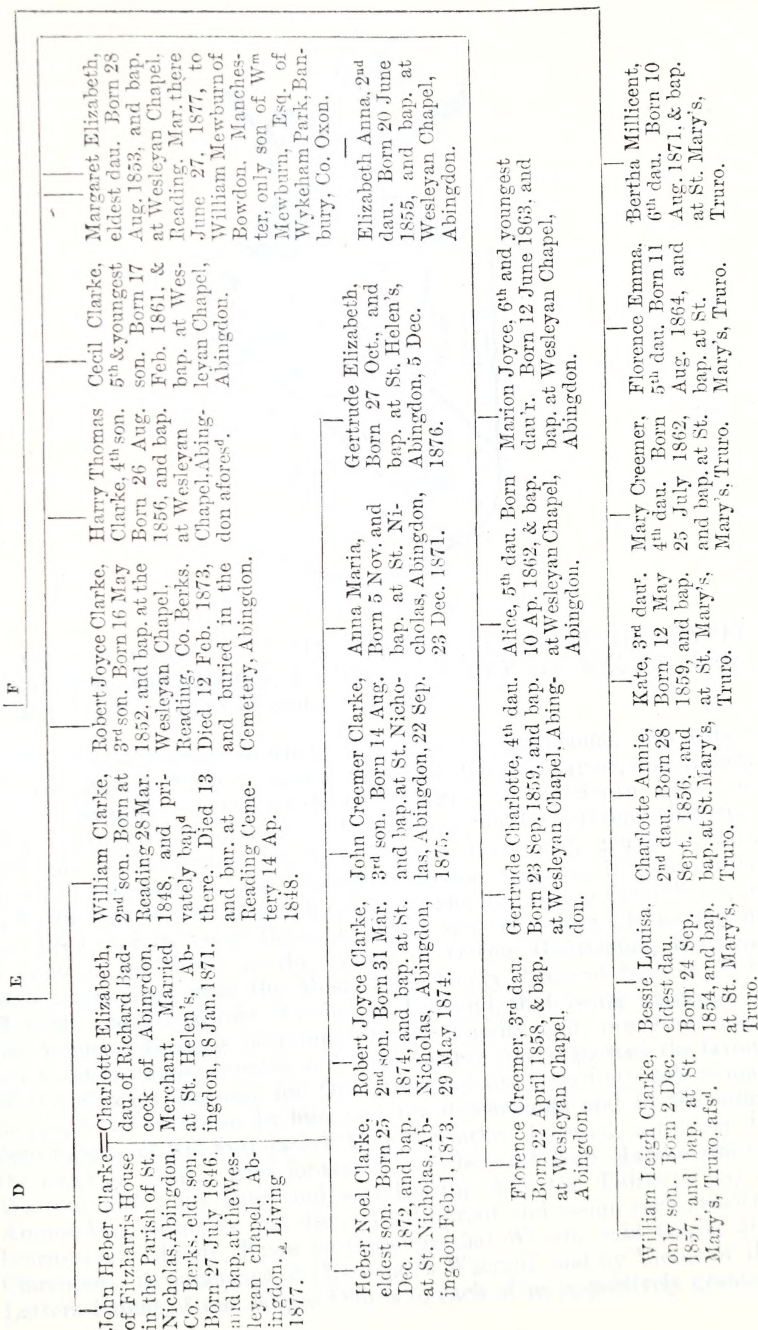 D
E
F
John Heber Clarke=Charlotte Elizabeth,
of Fitzharris House
in the Parish of St.
Nicholas, Abingdon,
Co. Berks, eld. son.
Born 27 July 1846,
and bap. at the Wes-
leyan chapel, Ab-
ingdon. Living
1877.
dau. of Richard Bad-
cock of Abingdon,
Merchant. Married
at St. Helen's, Ab-
ingdon, 18 Jan. 1871.
William Clarke,
2nd son. Born at
Reading 28 Mar.
1848, and pri-
vately bapd
there. Died 13
and bur. at
Reading Ceme-
tery 14 Ap.
1848.
Robert Joyce Clarke,
3rd son. Born 16 May
1852, and bap. at the
Wesleyan Chapel,
Reading, Co. Berks.
Died 12 Feb. 1873,
and buried in the
Cemetery, Abingdon.
Harry Thomas
Clarke, 4th son.
Born 26 Aug.
1856, and bap.
at Wesleyan
Chapel, Abing-
don aforesd.
Cecil Clarke,
5th & youngest
son. Born 17
Feb. 1861, &
bap. at Wes-
leyan Chapel,
Abingdon.
Margaret Elizabeth,
eldest dau. Born 28
Aug. 1853, and bap.
at Wesleyan Chapel,
Reading. Mar. there
June 27, 1877, to
William Mewburn of
Bowdon, Manches-
ter, only son of Wm
Mewburn, Esq. of
Wykeham Park, Ban-
bury, Co. Oxon.
Heber Noel Clarke,
eldest son. Born 25
Dec. 1872, and bap.
at St. Nicholas, Ab-
ingdon Feb. 1, 1873.
Robert Joyce Clarke,
2nd son. Born 31 Mar.
1874, and bap. at St.
Nicholas, Abingdon,
29 May 1874.
John Creemer Clarke,
3rd son. Born 14 Aug.
and bap. at St. Nicho-
las, Abingdon, 22 Sep.
1875.
Anna Maria,
Born 5 Nov. and
bap. at St. Ni-
cholas, Abingdon,
23 Dec. 1871.
Gertrude Elizabeth,
Born 27 Oct., and
bap. at St. Helen's,
Abingdon, 5 Dec.
1876.
Elizabeth Anna, 2nd
dau. Born 20 June
1855, and bap. at
Wesleyan Chapel,
Abingdon.
Florence Creemer, 3rd dau.
Born 22 April 1858, & bap.
at Wesleyan Chapel,
Abingdon.
Gertrude Charlotte, 4th dau.
Born 23 Sep. 1859, and bap.
at Wesleyan Chapel, Abing-
don.
Alice, 5th dau. Born
10 Ap. 1862, & bap.
at Wesleyan Chapel,
Abingdon.
Marion Joyce, 6th and youngest
dau'r. Born 12 June 1863, and
bap. at Wesleyan Chapel,
Abingdon.
William Leigh Clarke,
only son. Born 2 Dec.
1857, and bap. at St.
Mary's, Truro, afsd.
Bessie Louisa.
eldest dau.
Born 24 Sep.
1854, and bap.
at St. Mary's,
Truro.
Charlotte Annie,
2nd dau. Born 28
Sept. 1856, and
bap. at St. Mary's,
Truro.
Kate, 3rd daur.
Born 12 May
1859, and bap.
at St. Mary's,
Truro.
Mary Creemer,
4th dau. Born
25 July 1862,
and bap. at St.
Mary's, Truro.
Florence Emma.
5th dau. Born 11
Aug. 1864, and
bap. at St.
Mary's, Truro.
Bertha Millicent,
6th dau. Born 10
Aug. 1871, & bap.
at St. Mary's,
Truro.